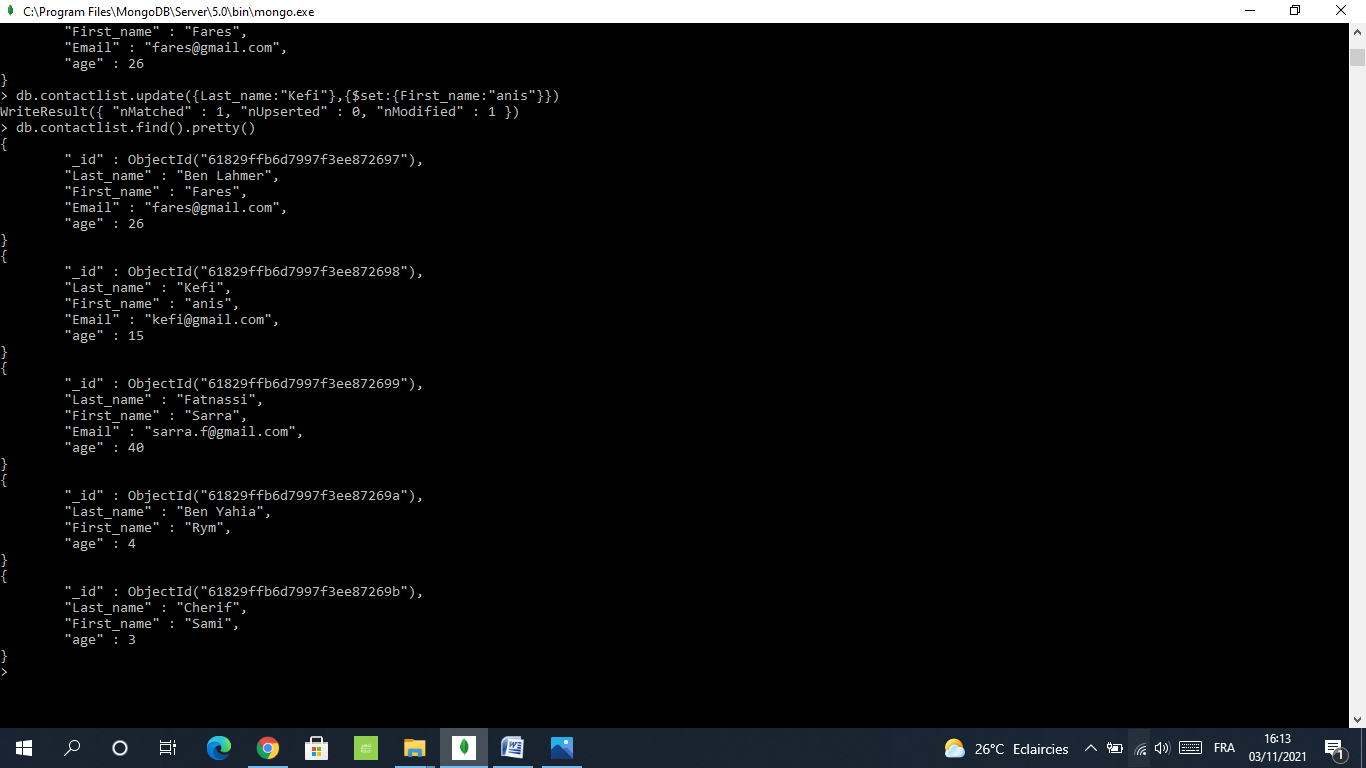 C:\Program Files\MongoDB\Server\5.0\bin\mongo.exe
"First_name" : "Fares",
"Email" : "fares@gmail.com",
"age" : 26
}
> db.contactlist.update({Last_name:"Kefi"},{$set:{First_name:"anis"}})
WriteResult({ "nMatched" : 1, "nUpserted" : 0, "nModified" : 1 })
> db.contactlist.find().pretty()
{
"_id" : ObjectId("61829ffb6d7997f3ee872697"),
"Last_name" : "Ben Lahmer",
"First_name" : "Fares",
"Email" : "fares@gmail.com",
"age" : 26
}
{
"_id" : ObjectId("61829ffb6d7997f3ee872698"),
"Last_name" : "Kefi",
"First_name" : "anis",
"Email" : "kefi@gmail.com",
"age" : 15
}
{
"_id" : ObjectId("61829ffb6d7997f3ee872699"),
"Last_name" : "Fatnassi",
"First_name" : "Sarra",
"Email" : "sarra.f@gmail.com",
"age" : 40
}
{
"_id" : ObjectId("61829ffb6d7997f3ee87269a"),
"Last_name" : "Ben Yahia",
"First_name" : "Rym",
"age" : 4
}
{
"_id" : ObjectId("61829ffb6d7997f3ee87269b"),
"Last_name" : "Cherif",
"First_name" : "Sami",
"age" : 3
}
>
26°C Eclaircies
FRA
16:13
03/11/2021
1